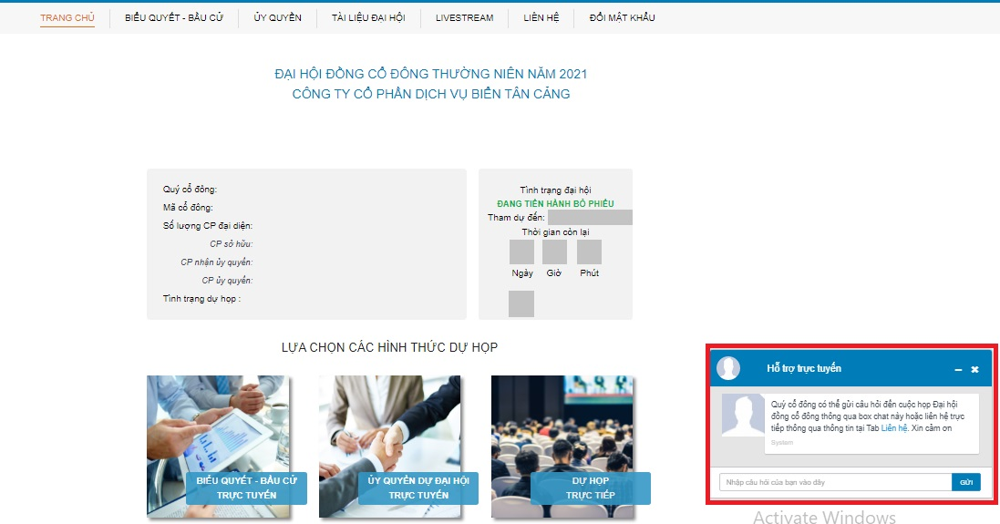 TRANG CHỦ
BIỂU QUYẾT - BẦU CỬ
ỦY QUYỀN
TÀI LIỆU ĐẠI HỘI
LIVESTREAM
LIÊN HỆ
ĐỔI MẬT KHẨU
ĐẠI HỘI ĐỒNG CỔ ĐÔNG THƯỜNG NIÊN NĂM 2021
CÔNG TY CỔ PHẦN DỊCH VỤ BIỂN TÂN CẢNG
Quý cổ đông:
Mã cổ đông:
Số lượng CP đại diện:
CP sở hữu:
CP nhận ủy quyền:
CP ủy quyền:
Tình trạng dự họp :
Tình trạng đại hội
ĐANG TIẾN HÀNH BỎ PHIẾU
Tham dự đến:
Thời gian còn lại
Ngày Giờ Phút
LỰA CHỌN CÁC HÌNH THỨC DỰ HỌP
BIỂU QUYẾT - BẦU CỬ
TRỰC TUYẾN
ỦY QUYỀN DỰ ĐẠI HỘI
TRỰC TUYẾN
DỰ HỌP
TRỰC TIẾP
Hỗ trợ trực tuyến
Quý cổ đông có thể gửi câu hỏi đến cuộc họp Đại hội
đồng cổ đông thông qua box chat này hoặc liên hệ trực
tiếp thông qua thông tin tại Tab Liên hệ. Xin cảm ơn
System
Nhập câu hỏi của bạn vào đây
GỬI
Activate Windows